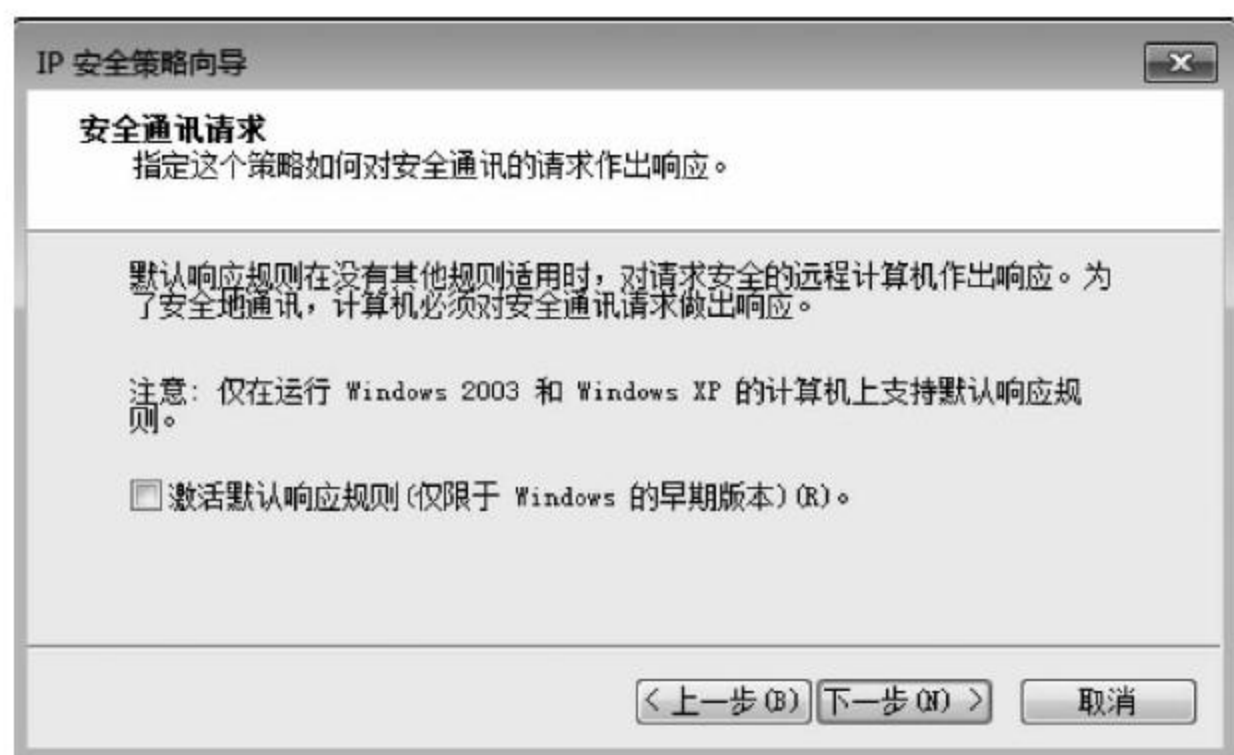 IP 安全策略向导
安全通讯请求
指定这个策略如何对安全通讯的请求作出响应。
默认响应规则在没有其他规则适用时，对请求安全的远程计算机作出响应。为
了安全地通讯，计算机必须对安全通讯请求做出响应。
注意: 仅在运行 Windows 2003 和 Windows XP 的计算机上支持默认响应规
则。
激活默认响应规则(仅限于 Windows 的早期版本)(R)。
< 上一步(B)
下一步(N) >
取消